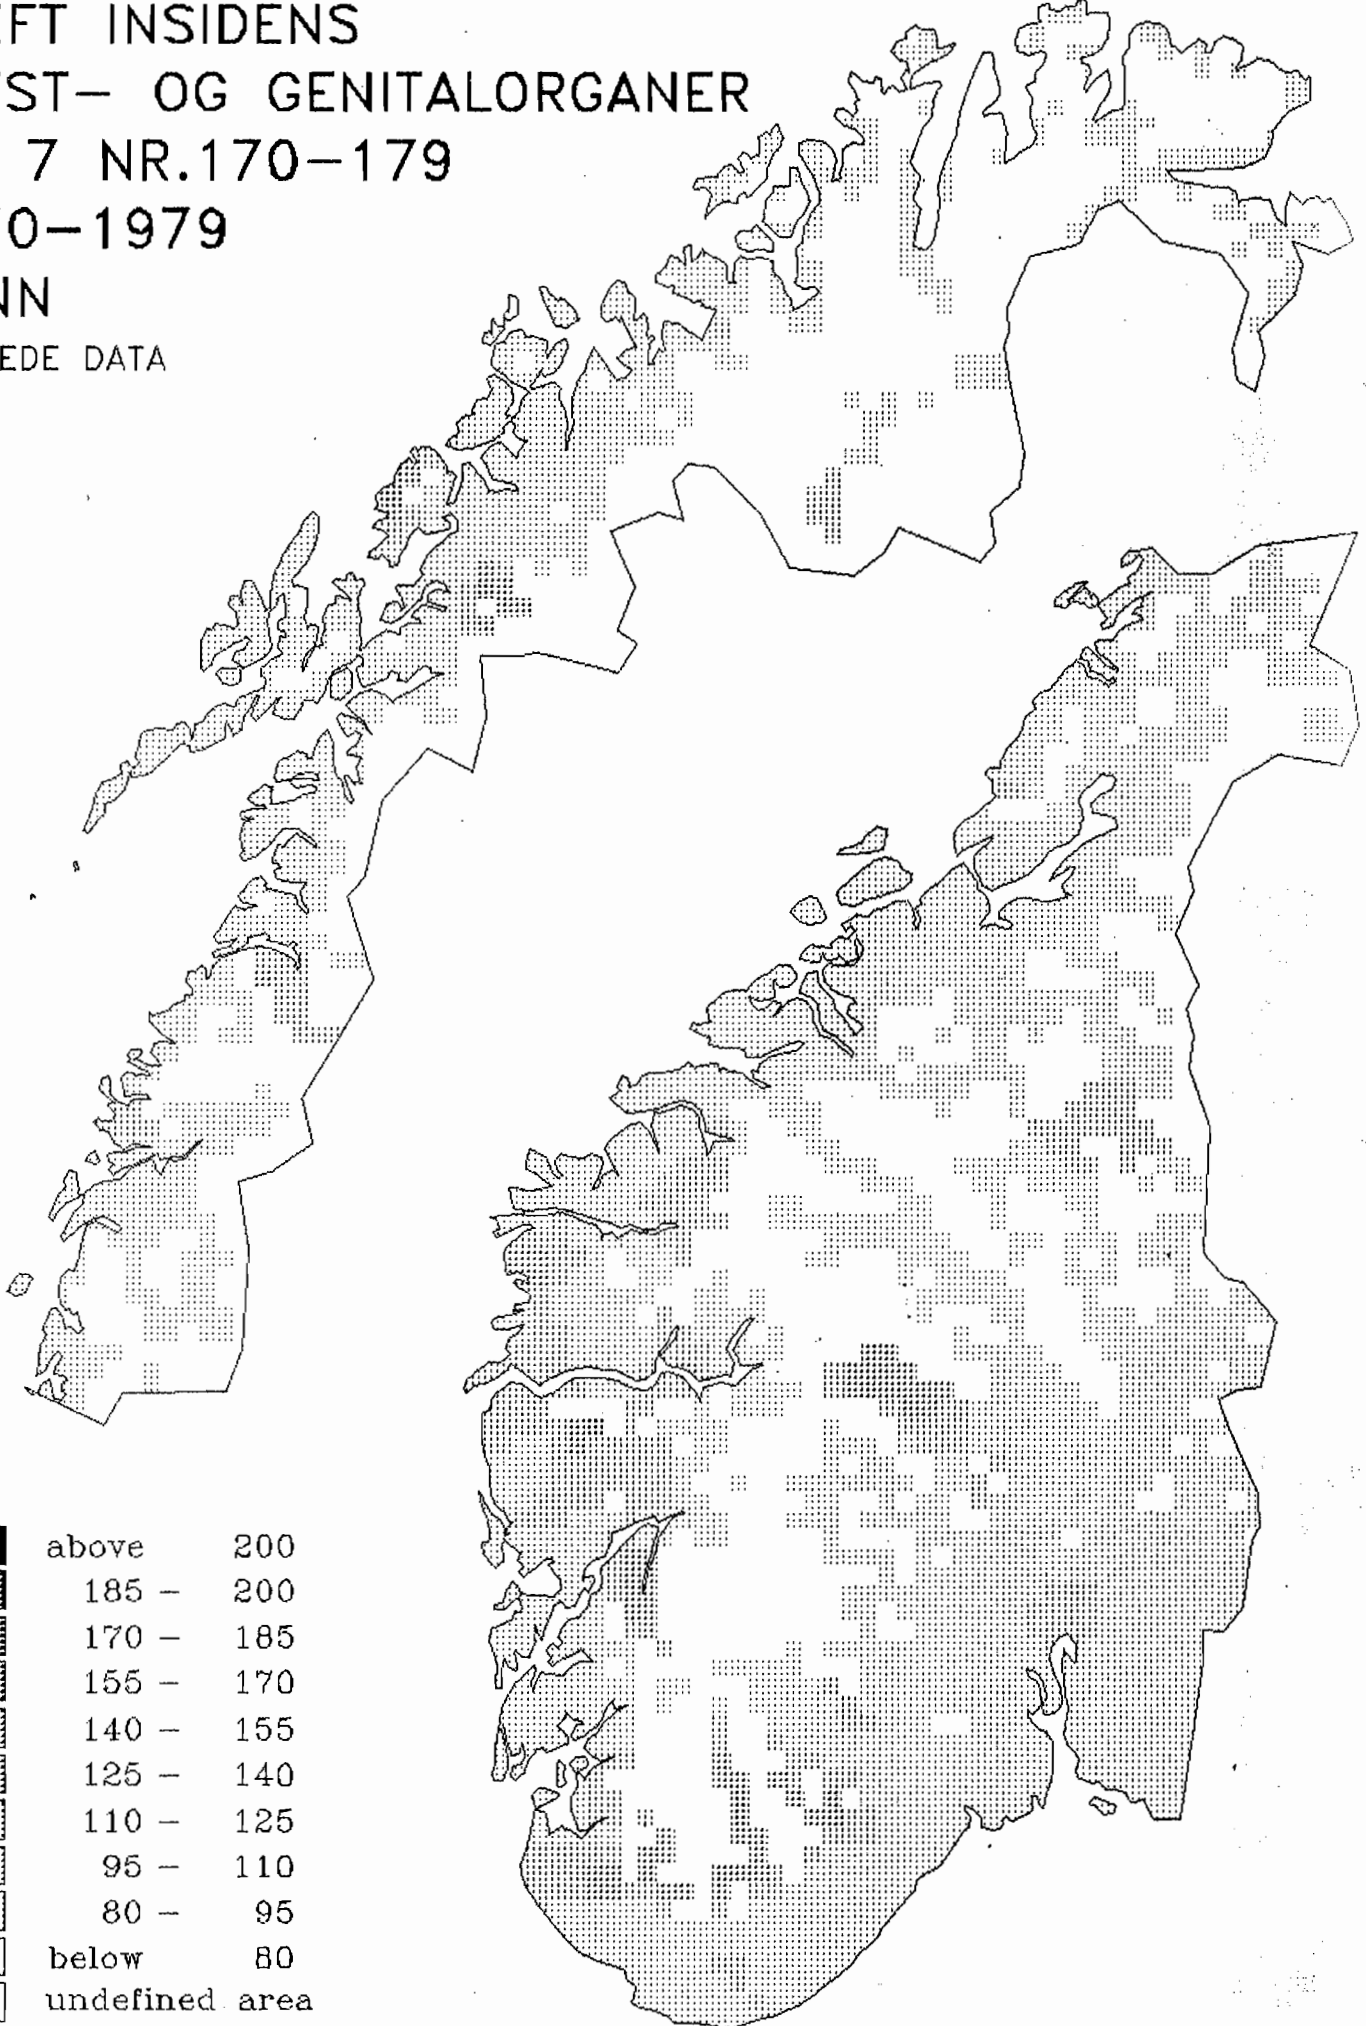 EFT INSIDENS
ST- OG GENITALORGANER
7 NR.170-179
0-1979
NN
EDE DATA
above 200
185 - 200
170 - 185
155 - 170
140 - 155
125 - 140
110 - 125
95 - 110
80 - 95
below 80
undefined area